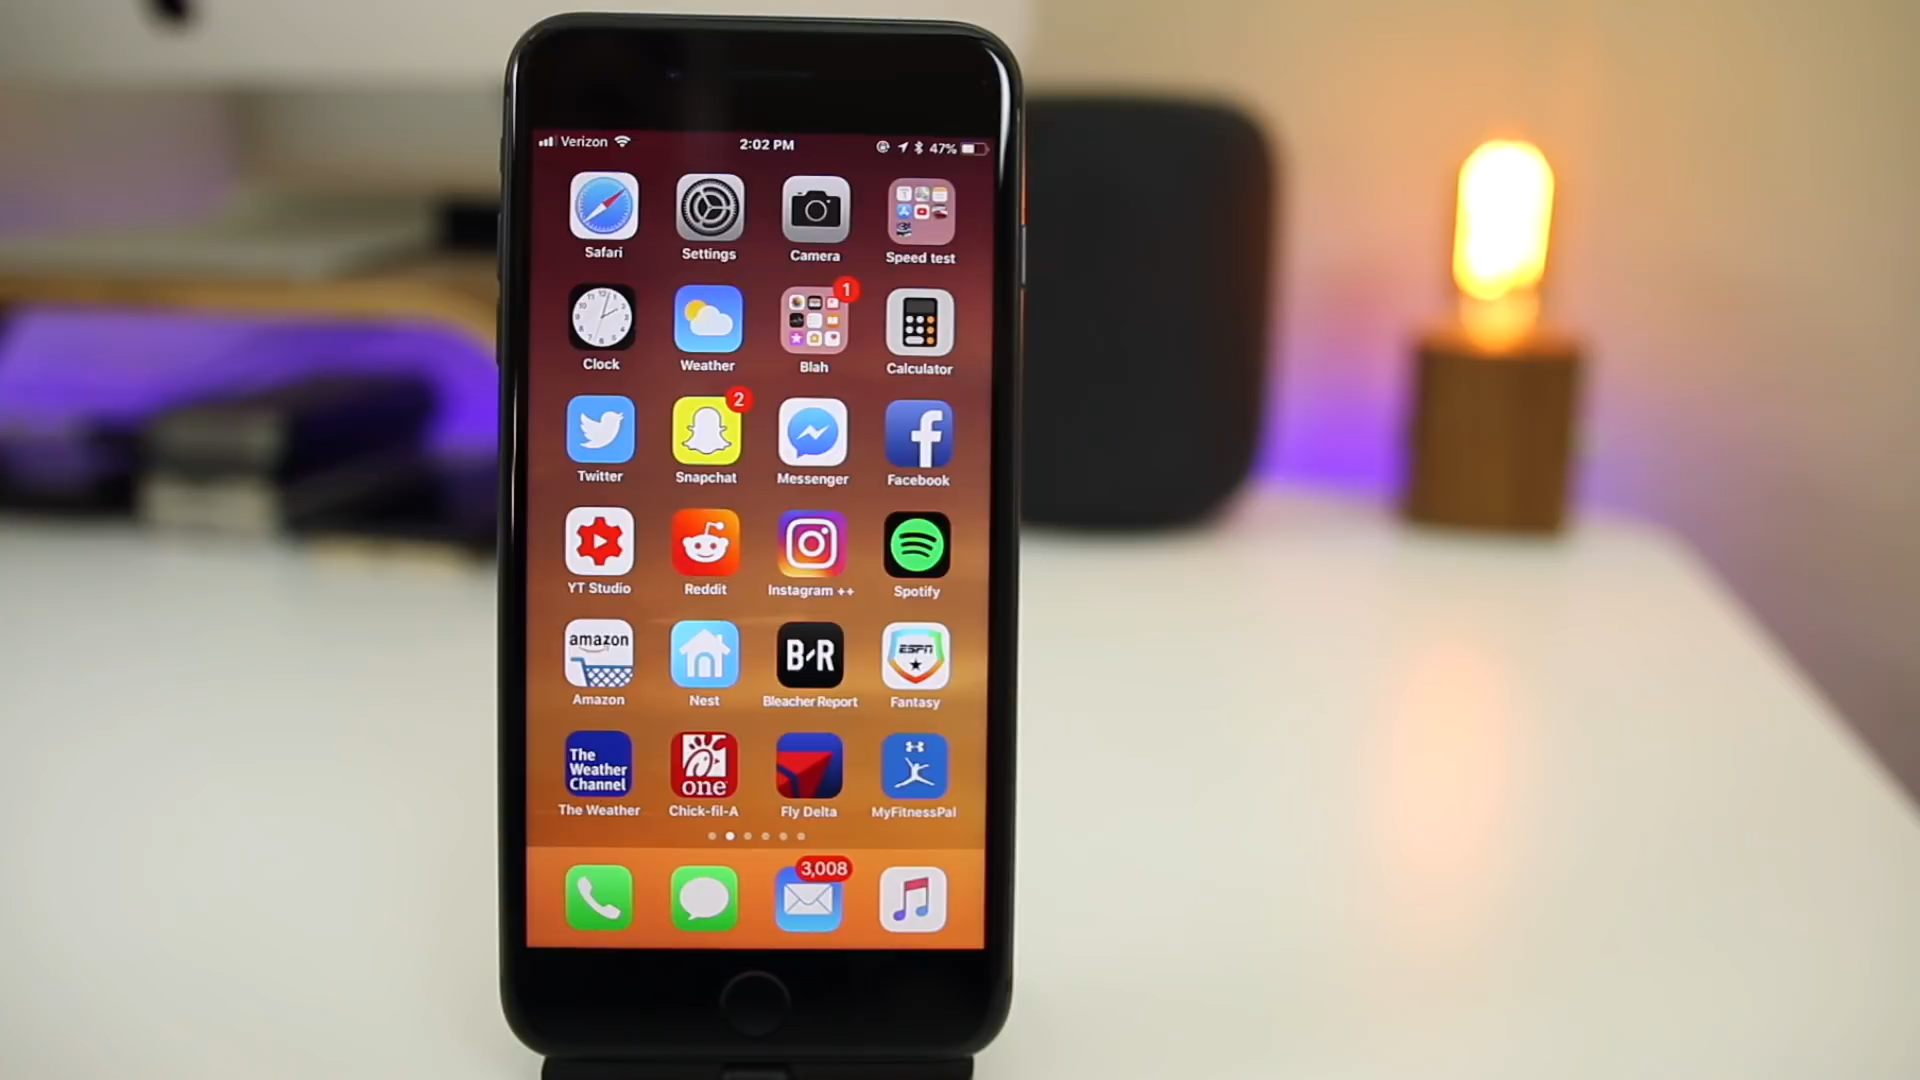 Verizon 2:02 PM 47%
Safari Settings Camera Speed test
1
Clock Weather Blah Calculator
2
Twitter Snapchat Messenger Facebook
YT Studio Reddit Instagram ++ Spotify
amazon B-R ESPN
Amazon Nest Bleacher Report Fantasy
The
Weather
Channel
one
The Weather Chick-fil-A Fly Delta MyFitnessPal
3,008